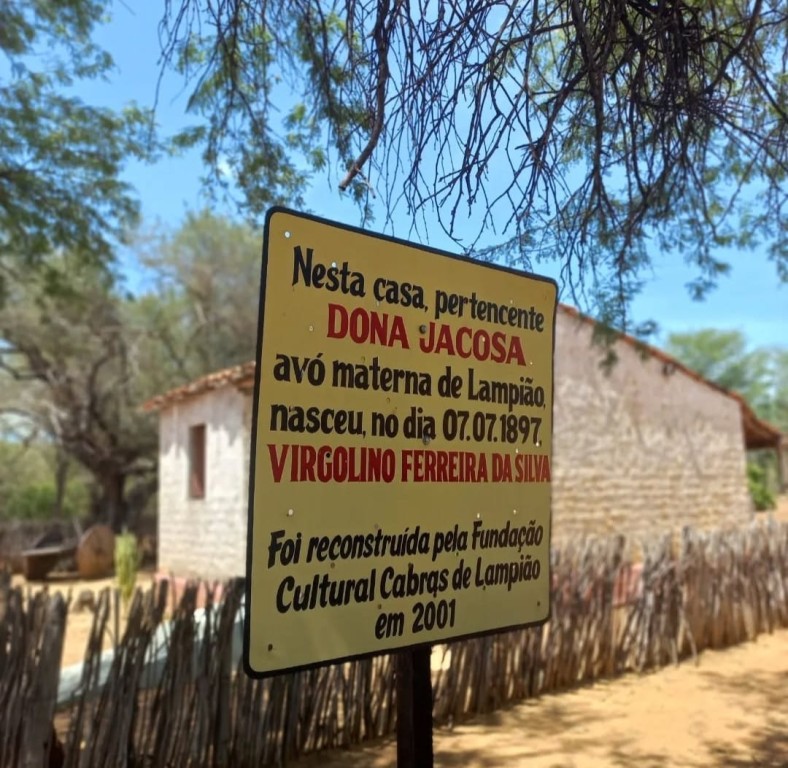 Nesta casa, pertencente
DONA JACOSA
avó materna de Lampião,
nasceu, no dia 07.07.1897,
VIRGOLINO FERREIRA DA SILVA
Foi reconstruída pela Fundação
Cultural Cabras de Lampião
em 2001